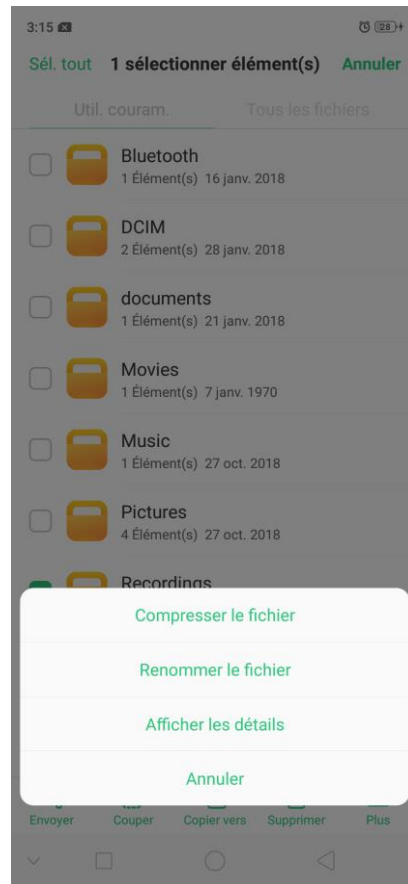 3:15 28
Sél. tout 1 sélectionner élément(s) Annuler
Util. couram. Tous les fichiers
Bluetooth
1 Élément(s) 16 janv. 2018
DCIM
2 Élément(s) 28 janv. 2018
documents
1 Élément(s) 21 janv. 2018
Movies
1 Élément(s) 7 janv. 1970
Music
1 Élément(s) 27 oct. 2018
Pictures
4 Élément(s) 27 oct. 2018
Recordings
Compresser le fichier
Renommer le fichier
Afficher les détails
Annuler
Envoyer Couper Copier vers Supprimer Plus